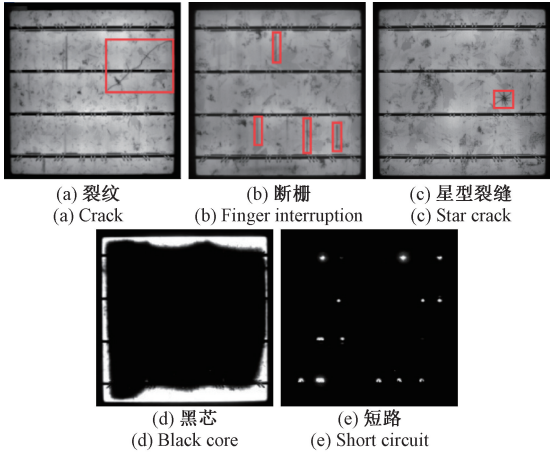 (a) 裂纹
(a) Crack
(b) 断栅
(b) Finger interruption
(c) 星型裂缝
(c) Star crack
(d) 黑芯
(d) Black core
(e) 短路
(e) Short circuit